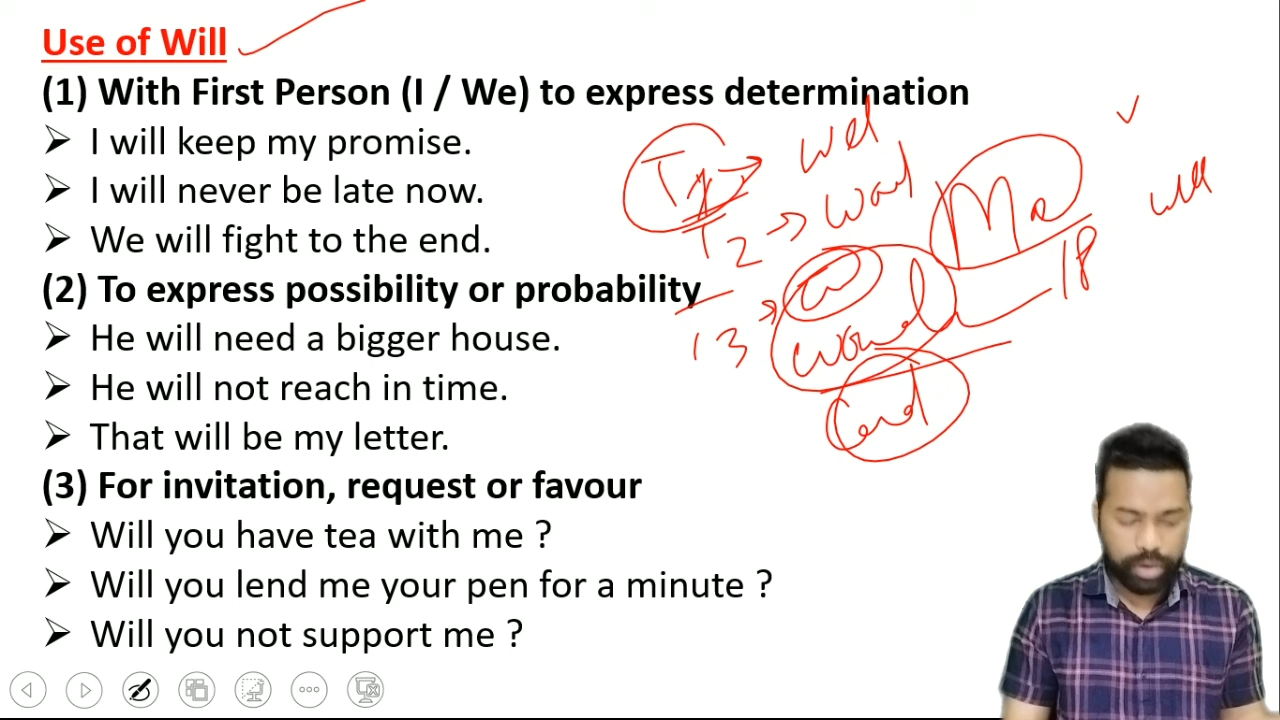 Use of Will
(1) With First Person (I / We) to express determination
➢ I will keep my promise.
➢ I will never be late now.
➢ We will fight to the end.
(2) To express possibility or probability
➢ He will need a bigger house.
➢ He will not reach in time.
➢ That will be my letter.
(3) For invitation, request or favour
➢ Will you have tea with me ?
➢ Will you lend me your pen for a minute ?
➢ Will you not support me ?
will
18